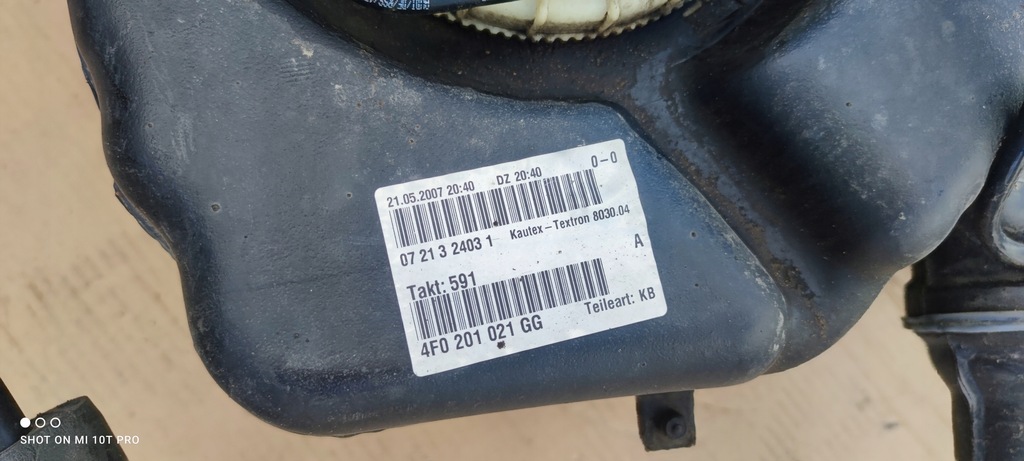 21.05.2007 20:40 DZ 20:40 0-0
07 21 3 2403 1 Kautex-Textron 8030.04
A
Takt: 591
Teileart: KB
4F0 201 021 GG
SHOT ON MI 10T PRO